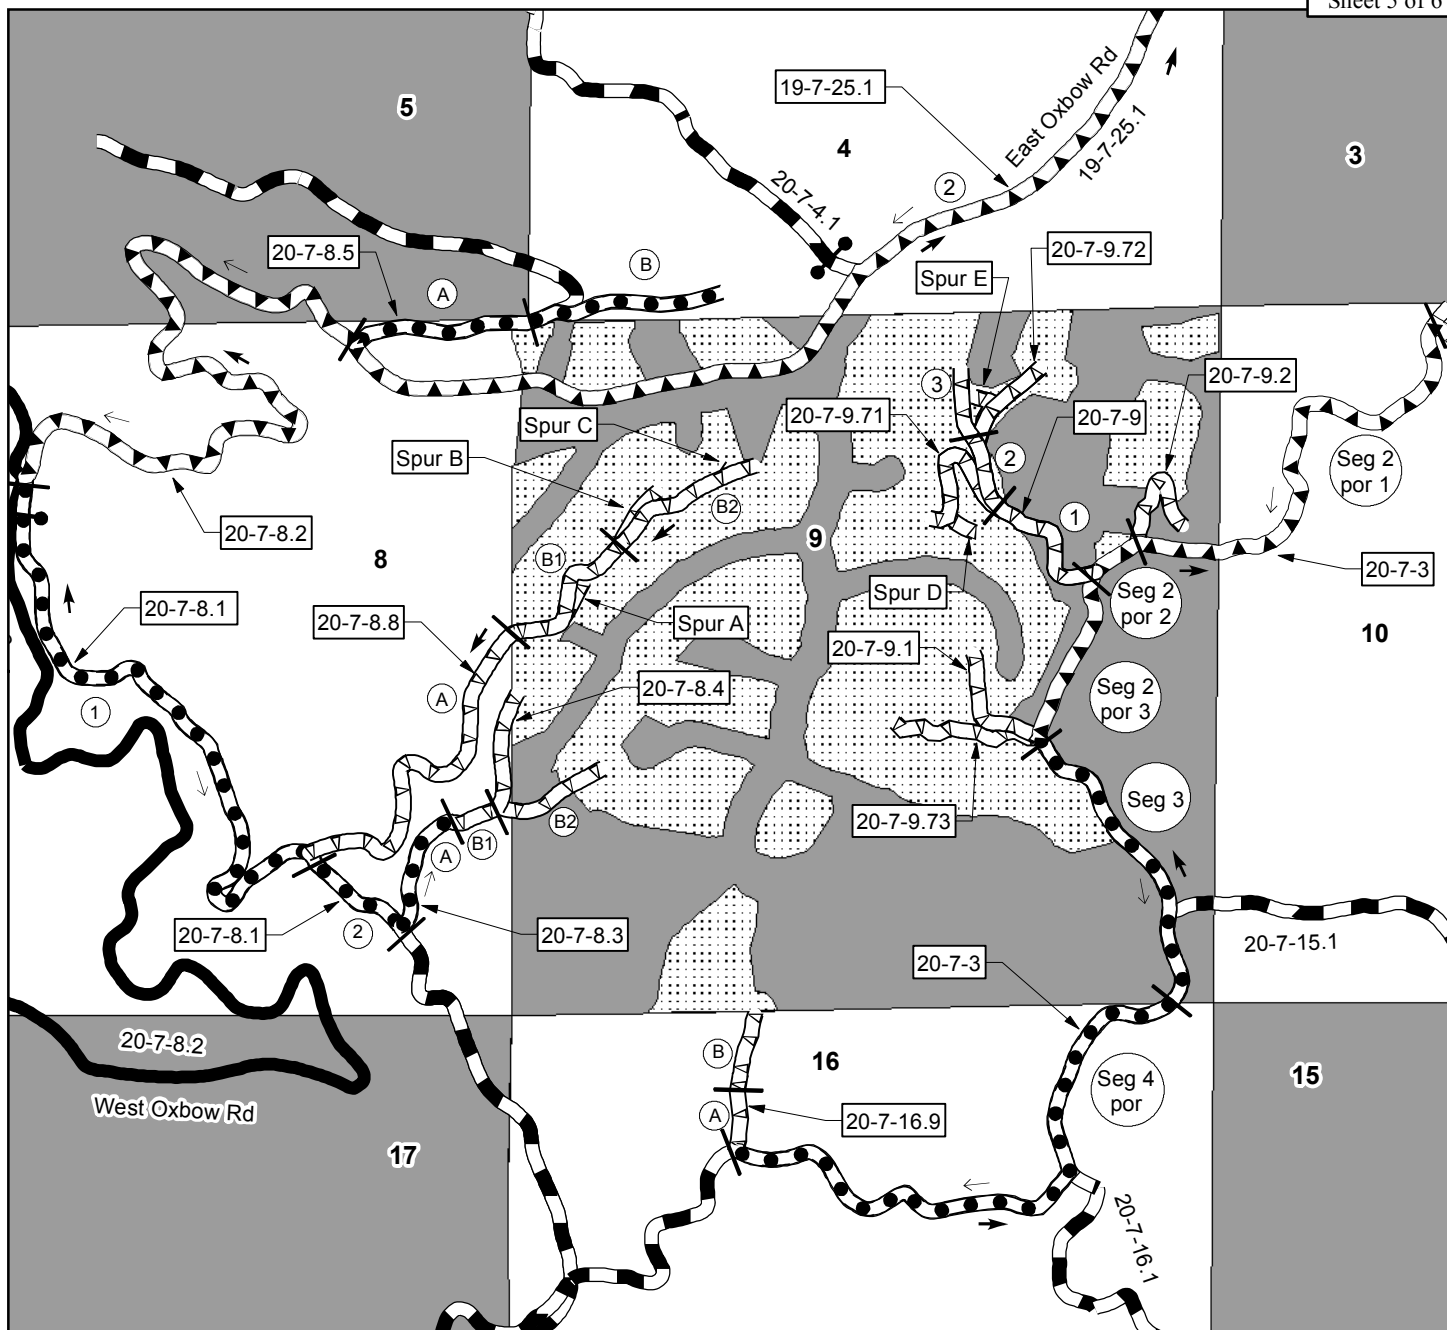 Sheet 5 of 6
5
4
3
19-7-25.1
East Oxbow Rd
19-7-25.1
20-7-4.1
2
20-7-8.5
A
B
Spur E
20-7-9.72
3
20-7-9.2
20-7-9.71
20-7-9
Spur C
Spur B
2
Seg 2
por 1
B2
1
20-7-8.2
9
8
B1
20-7-3
Spur D
Seg 2
por 2
20-7-8.1
20-7-8.8
Spur A
10
20-7-9.1
20-7-8.4
A
Seg 2
por 3
1
Seg 3
20-7-9.73
B2
B1
A
20-7-8.1
2
20-7-8.3
20-7-15.1
20-7-3
20-7-8.2
B
16
Seg 4
por
15
West Oxbow Rd
A
20-7-16.9
17
20-7-16.1